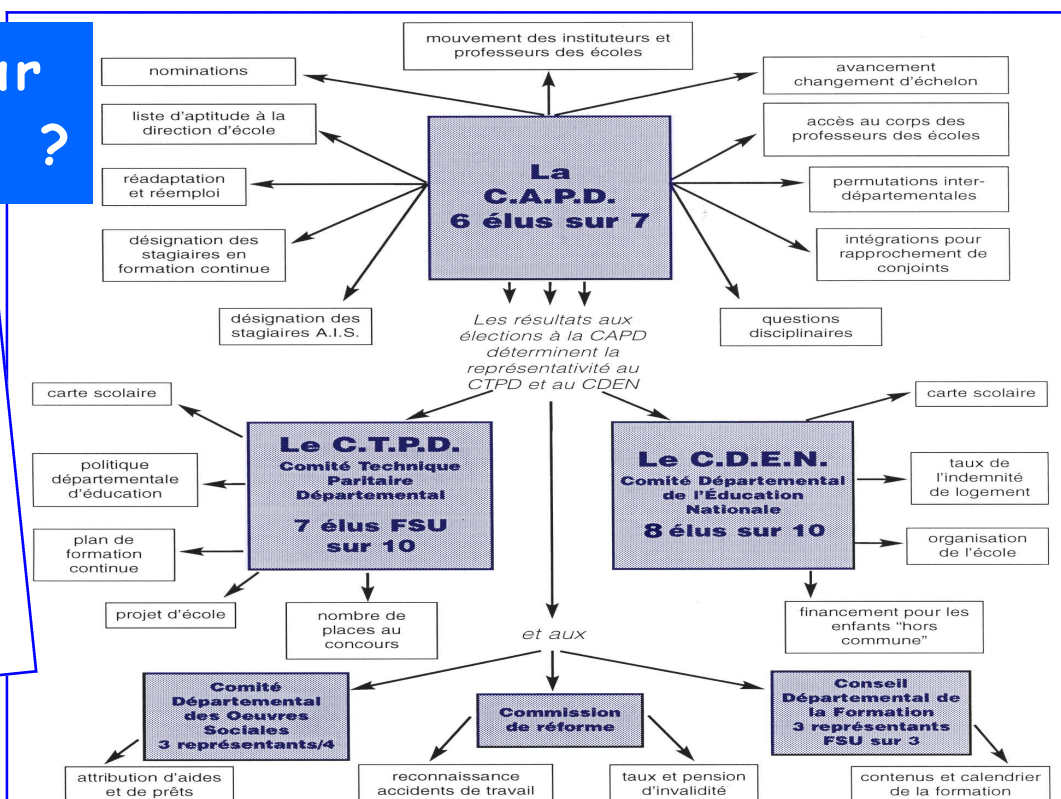 ur
?
mouvement des instituteurs et
professeurs des écoles
nominations
avancement
changement d'échelon
liste d'aptitude à la
direction d'école
accès au corps des
professeurs des écoles
La
C.A.P.D.
6 élus sur 7
réadaptation
et réemploi
permutations inter-
départementales
désignation des
stagiaires en
formation continue
intégrations pour
rapprochement de
conjoints
désignation des
stagiaires A.I.S.
questions
disciplinaires
Les résultats aux
élections à la CAPD
déterminent la
représentativité au
CTPD et au CDEN
carte scolaire
carte scolaire
Le C.T.P.D.
Comité Technique
Paritaire
Départemental
7 élus FSU
sur 10
Le C.D.E.N.
Comité Départemental
de l'Éducation
Nationale
8 élus sur 10
politique
départementale
d'éducation
taux de
l'indemnité
de logement
plan de
formation
continue
organisation
de l'école
projet d'école
nombre de
places au
concours
financement pour les
enfants "hors
commune"
et aux
Comité
Départemental
des Oeuvres
Sociales
3 représentants/4
Commission
de réforme
Conseil
Départemental de
la Formation
3 représentants
FSU sur 3
attribution d'aides
et de prêts
reconnaissance
accidents de travail
taux et pension
d'invalidité
contenus et calendrier
de la formation